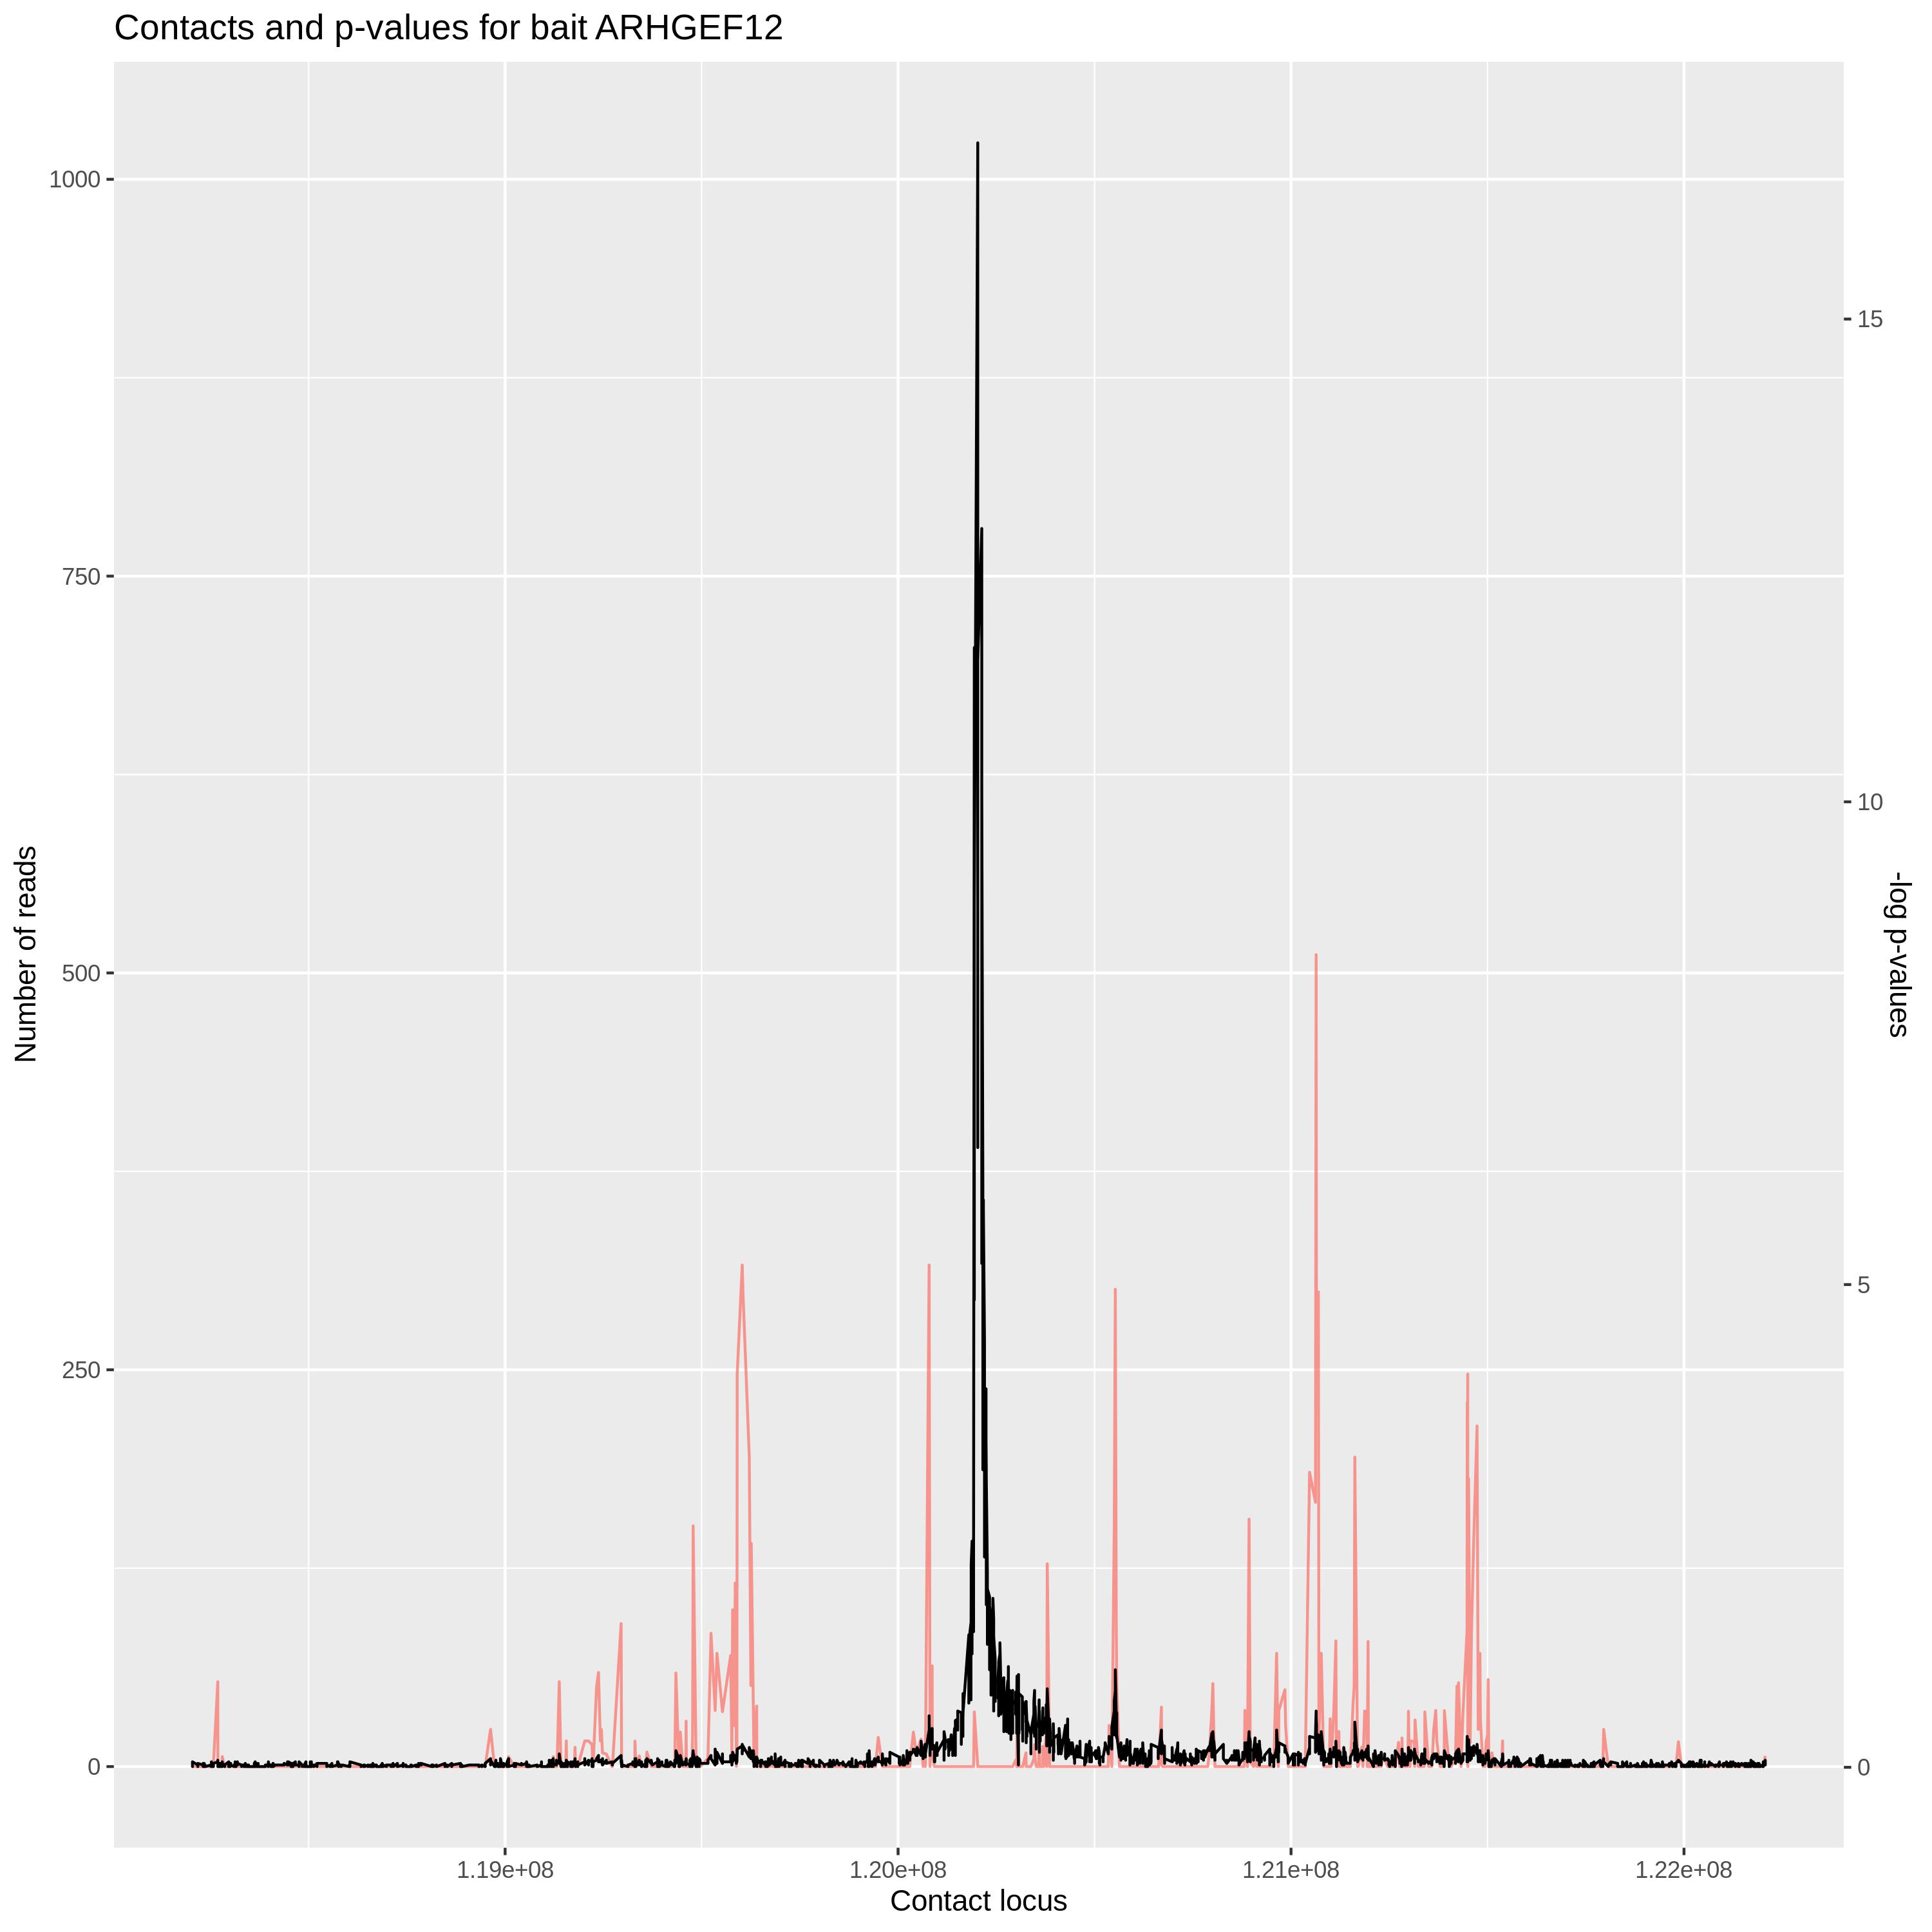 Contacts and p-values for bait ARHGEF12
1000
750
500
250
0
Number of reads
15
10
5
0
-log p-values
1.19e+08
1.20e+08
1.21e+08
1.22e+08
Contact locus